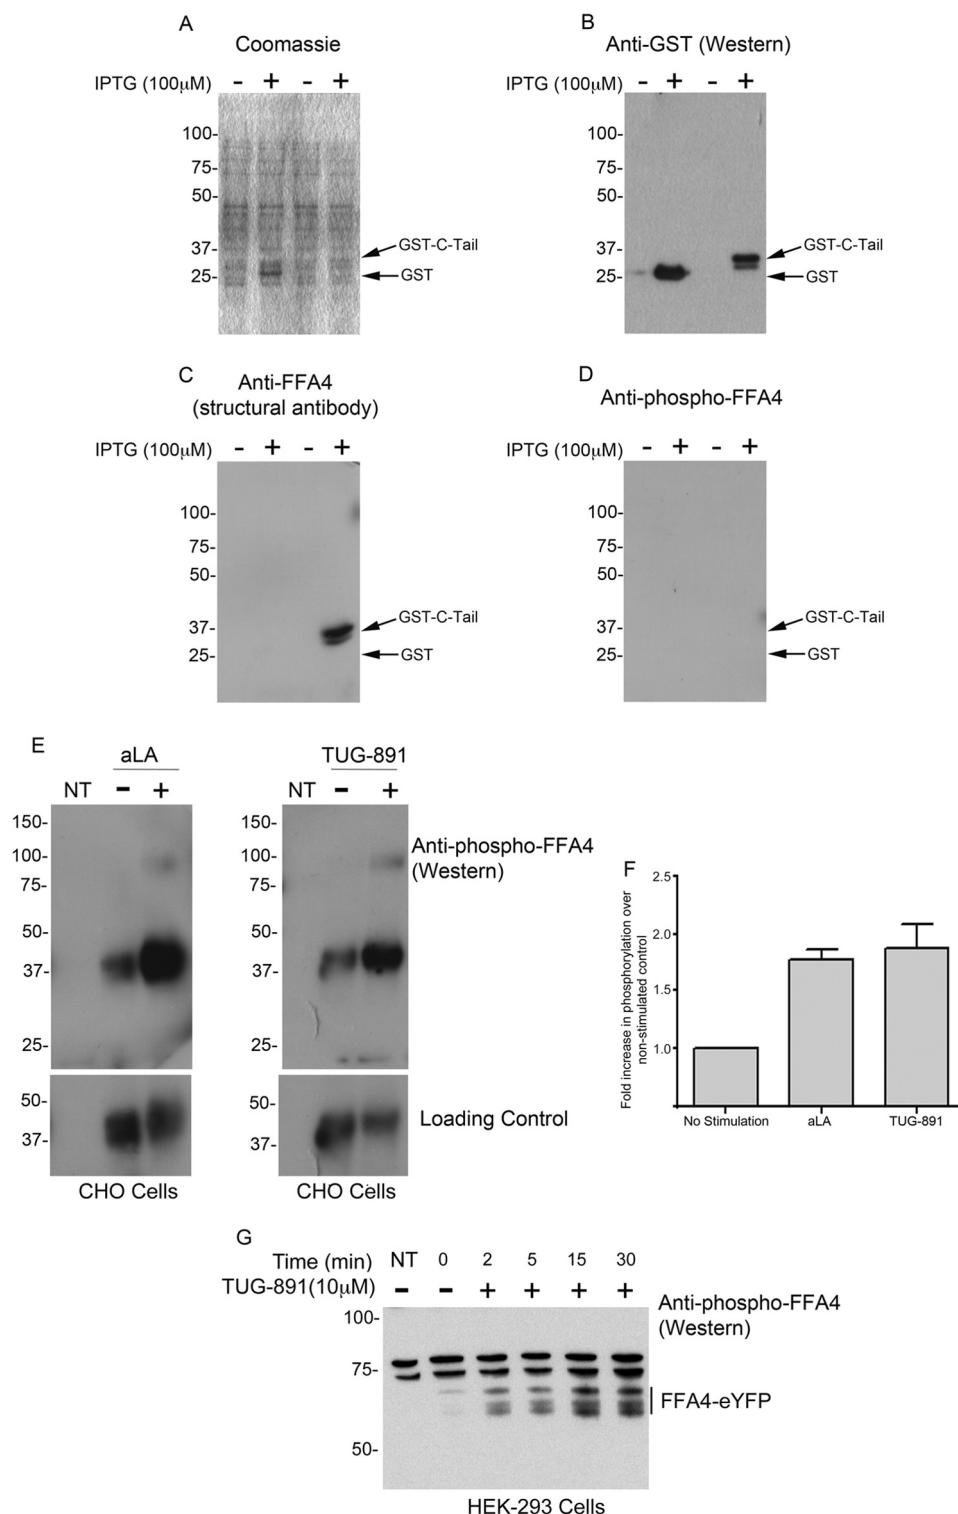 A
Coomassie
IPTG (100μM) - + - +
100-
75-
50-
37-
25-
GST-C-Tail
GST
B
Anti-GST (Western)
IPTG (100μM) - + - +
100-
75-
50-
37-
25-
GST-C-Tail
GST
C
Anti-FFA4
(structural antibody)
IPTG (100μM) - + - +
100-
75-
50-
37-
25-
GST-C-Tail
GST
D
Anti-phospho-FFA4
IPTG (100μM) - + - +
100-
75-
50-
37-
25-
GST-C-Tail
GST
E
aLA
NT - +
150-
100-
75-
50-
37-
25-
50-
37-
CHO Cells
TUG-891
NT - +
150-
100-
75-
50-
37-
25-
50-
37-
CHO Cells
Anti-phospho-FFA4
(Western)
Loading Control
F
Fold increase in phosphorylation over
non-stimulated control
2.5
2.0
1.5
1.0
No Stimulation aLA TUG-891
G
Time (min) NT 0 2 5 15 30
TUG-891(10μM) - - + + + +
100-
75-
50-
Anti-phospho-FFA4
(Western)
FFA4-eYFP
HEK-293 Cells